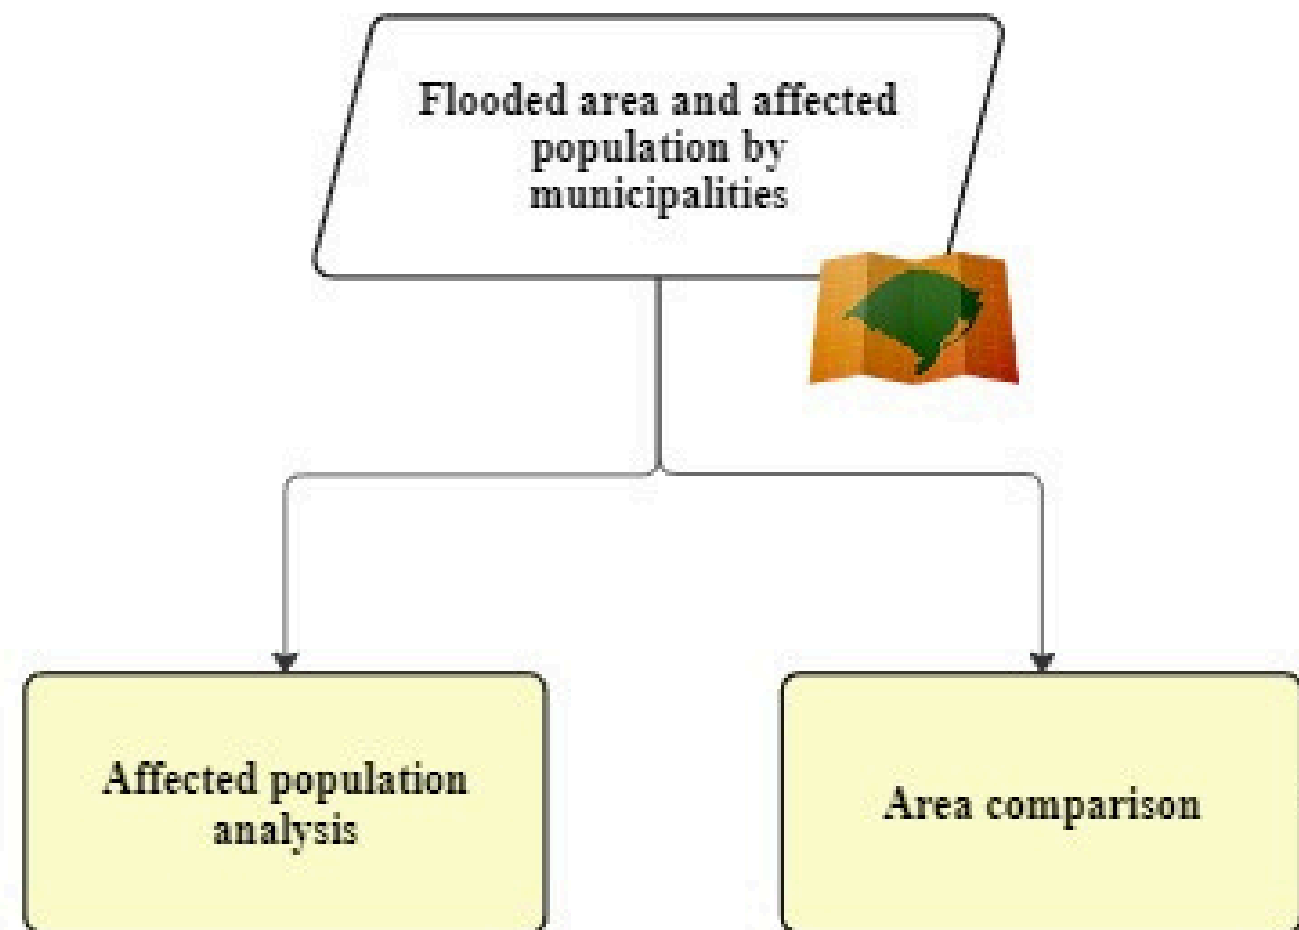 Flooded area and affected
population by
municipalities
Affected population
analysis
Area comparison